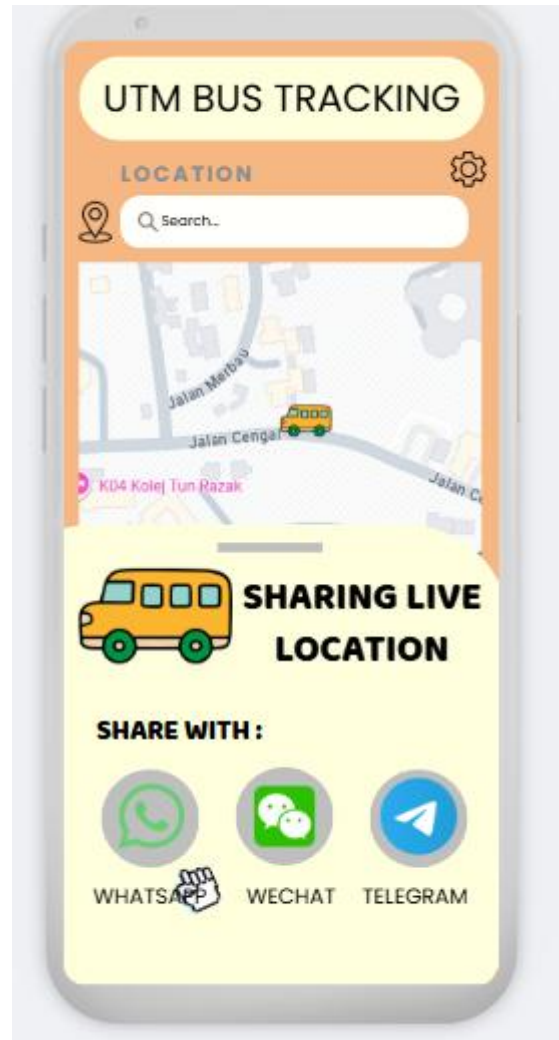 UTM BUS TRACKING
LOCATION
Search...
Jalan Merbau
Jalan Cengal
K04 Kolej Tun Razak
Jalan
SHARING LIVE
LOCATION
SHARE WITH :
WHATSAPP
WECHAT
TELEGRAM